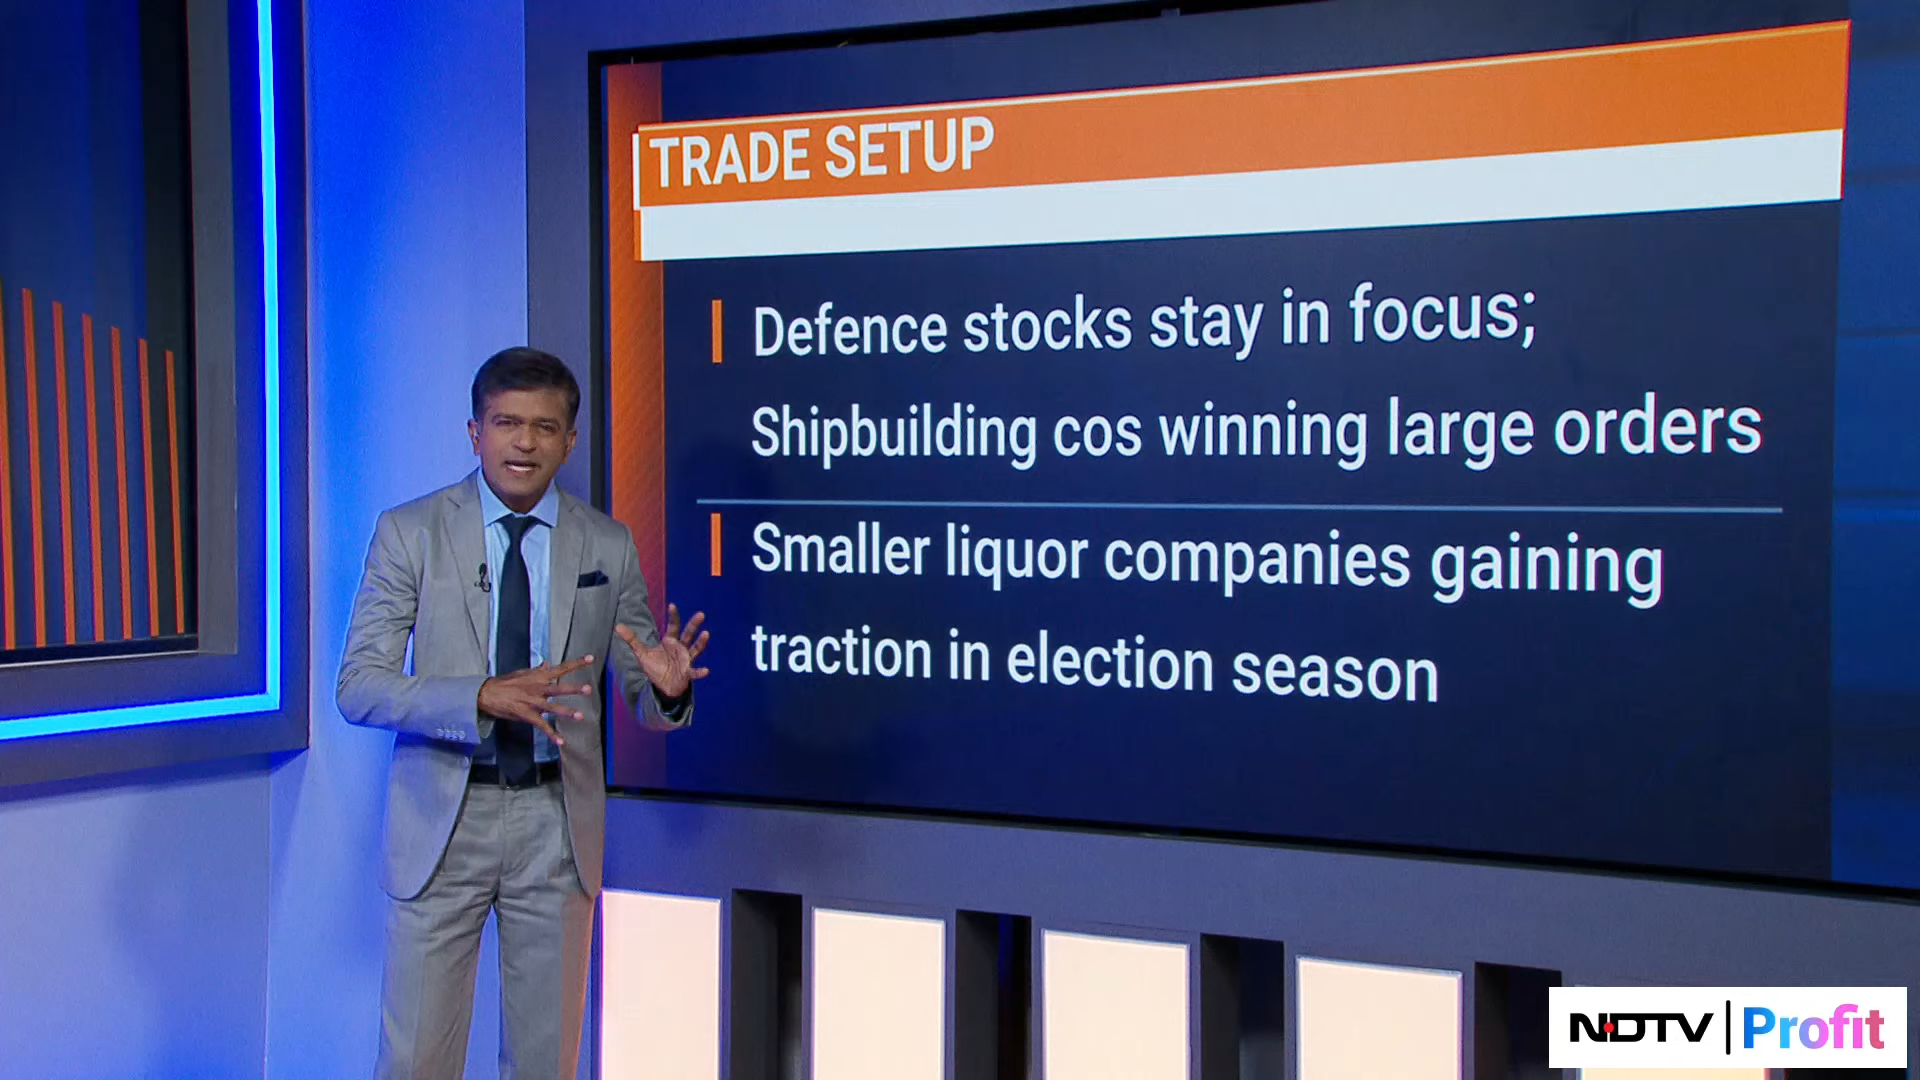 TRADE SETUP
Defence stocks stay in focus;
Shipbuilding cos winning large orders
Smaller liquor companies gaining
traction in election season
NDTV Profit